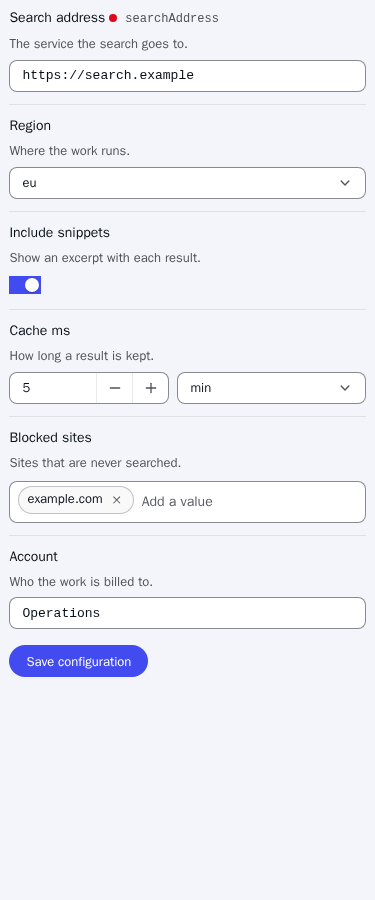 Search address searchAddress
The service the search goes to.
https://search.example
Region
Where the work runs.
eu
Include snippets
Show an excerpt with each result.
Cache ms
How long a result is kept.
5 min
Blocked sites
Sites that are never searched.
example.com Add a value
Account
Who the work is billed to.
Operations
Save configuration